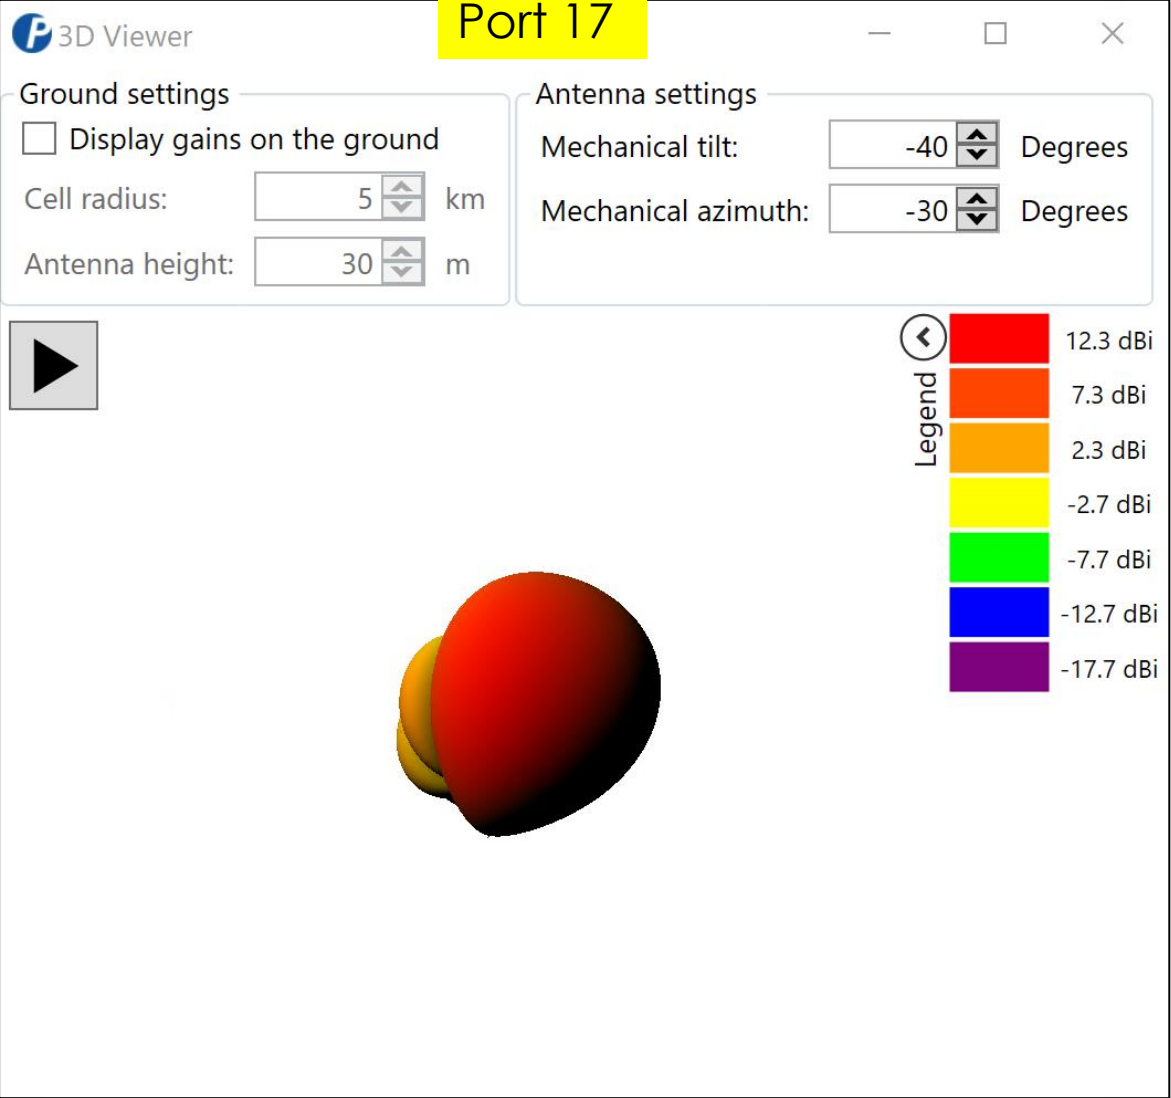 Port 17
3D Viewer
Ground settings
Display gains on the ground
Cell radius: 5 km
Antenna height: 30 m
Antenna settings
Mechanical tilt: -40 Degrees
Mechanical azimuth: -30 Degrees
Legend
12.3 dBi
7.3 dBi
2.3 dBi
-2.7 dBi
-7.7 dBi
-12.7 dBi
-17.7 dBi